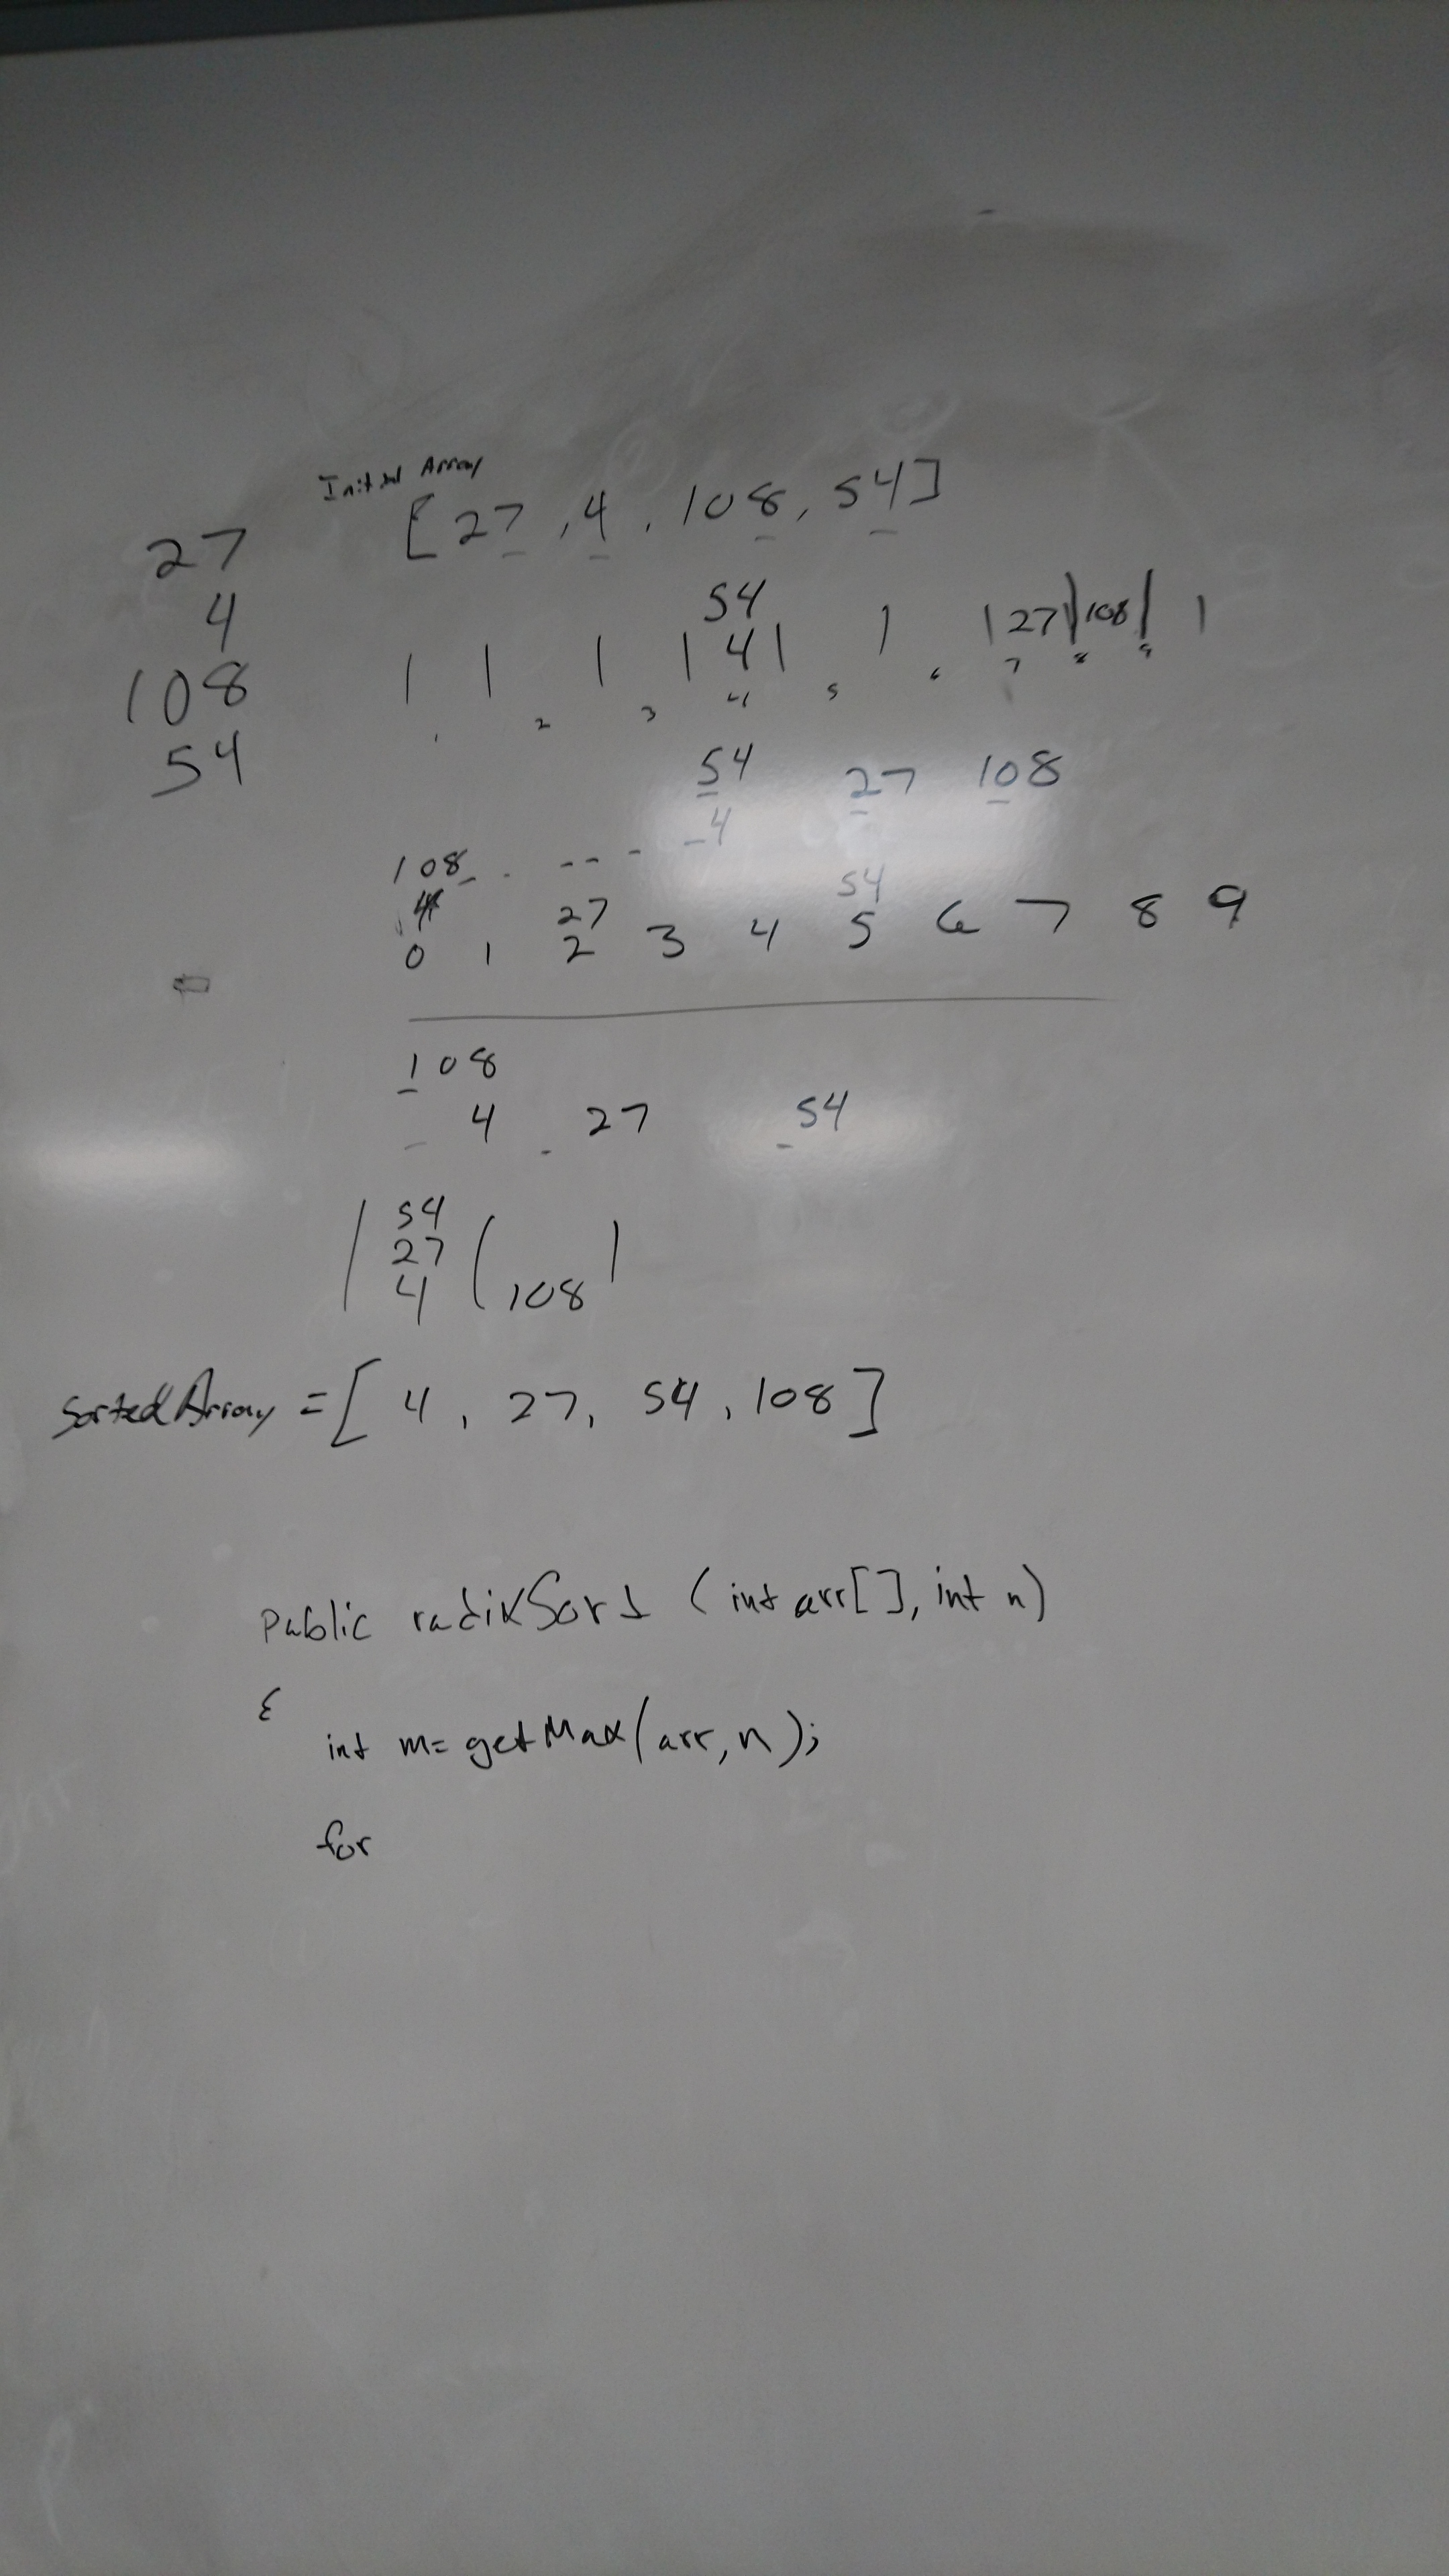 Initial Array
27 [27, 4, 108, 54]
4
108
54
54
| | | | 4 | | | 27 | 108 | |
1 2 3 4 5 6 7 8 9
54 27 108
4
108
4 27 54
0 1 2 3 4 5 6 7 8 9
108
4 27 54
54
27
4 108
Sorted Array = [4, 27, 54, 108]
Public radixSort (int arr[], int n)
{
int m= getMax(arr, n);
for